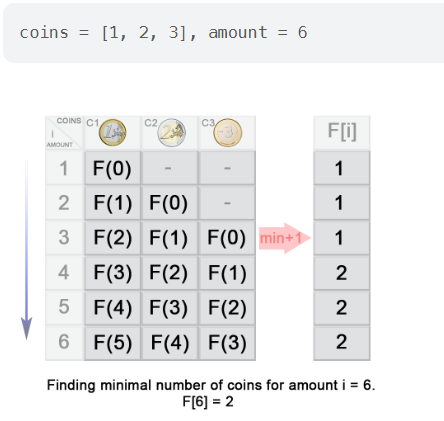 coins = [1, 2, 3], amount = 6
COINS C1 C2 C3 F[i]
i
AMOUNT
1 F(0) - - 1
2 F(1) F(0) - 1
3 F(2) F(1) F(0) min+1 1
4 F(3) F(2) F(1) 2
5 F(4) F(3) F(2) 2
6 F(5) F(4) F(3) 2
Finding minimal number of coins for amount i = 6.
F[6] = 2